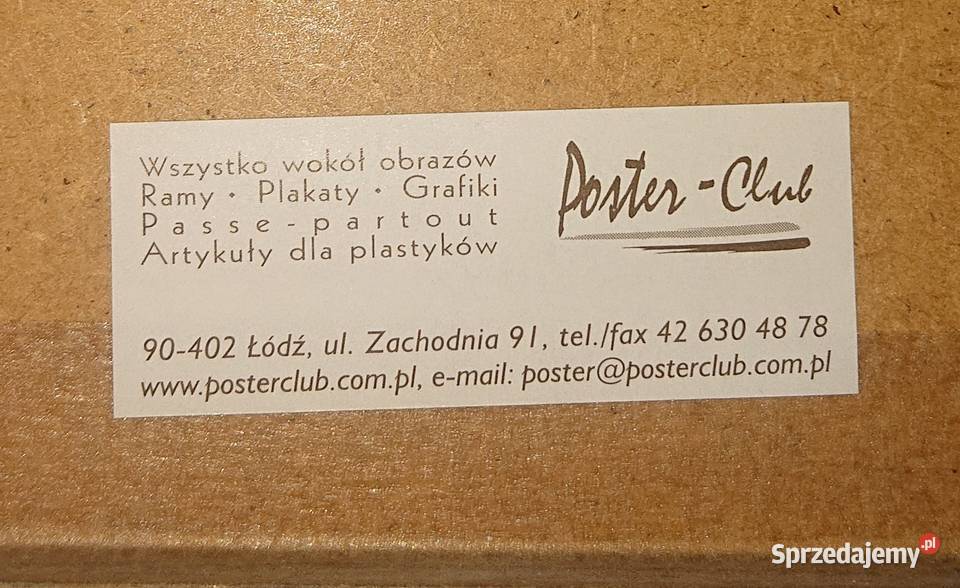 Wszystko wokół obrazów
Ramy • Plakaty • Grafiki
Passe-partout
Artykuły dla plastyków
Poster-Club
90-402 Łódź, ul. Zachodnia 91, tel./fax 42 630 48 78
www.posterclub.com.pl, e-mail: poster@posterclub.com.pl
Sprzedajemy.pl